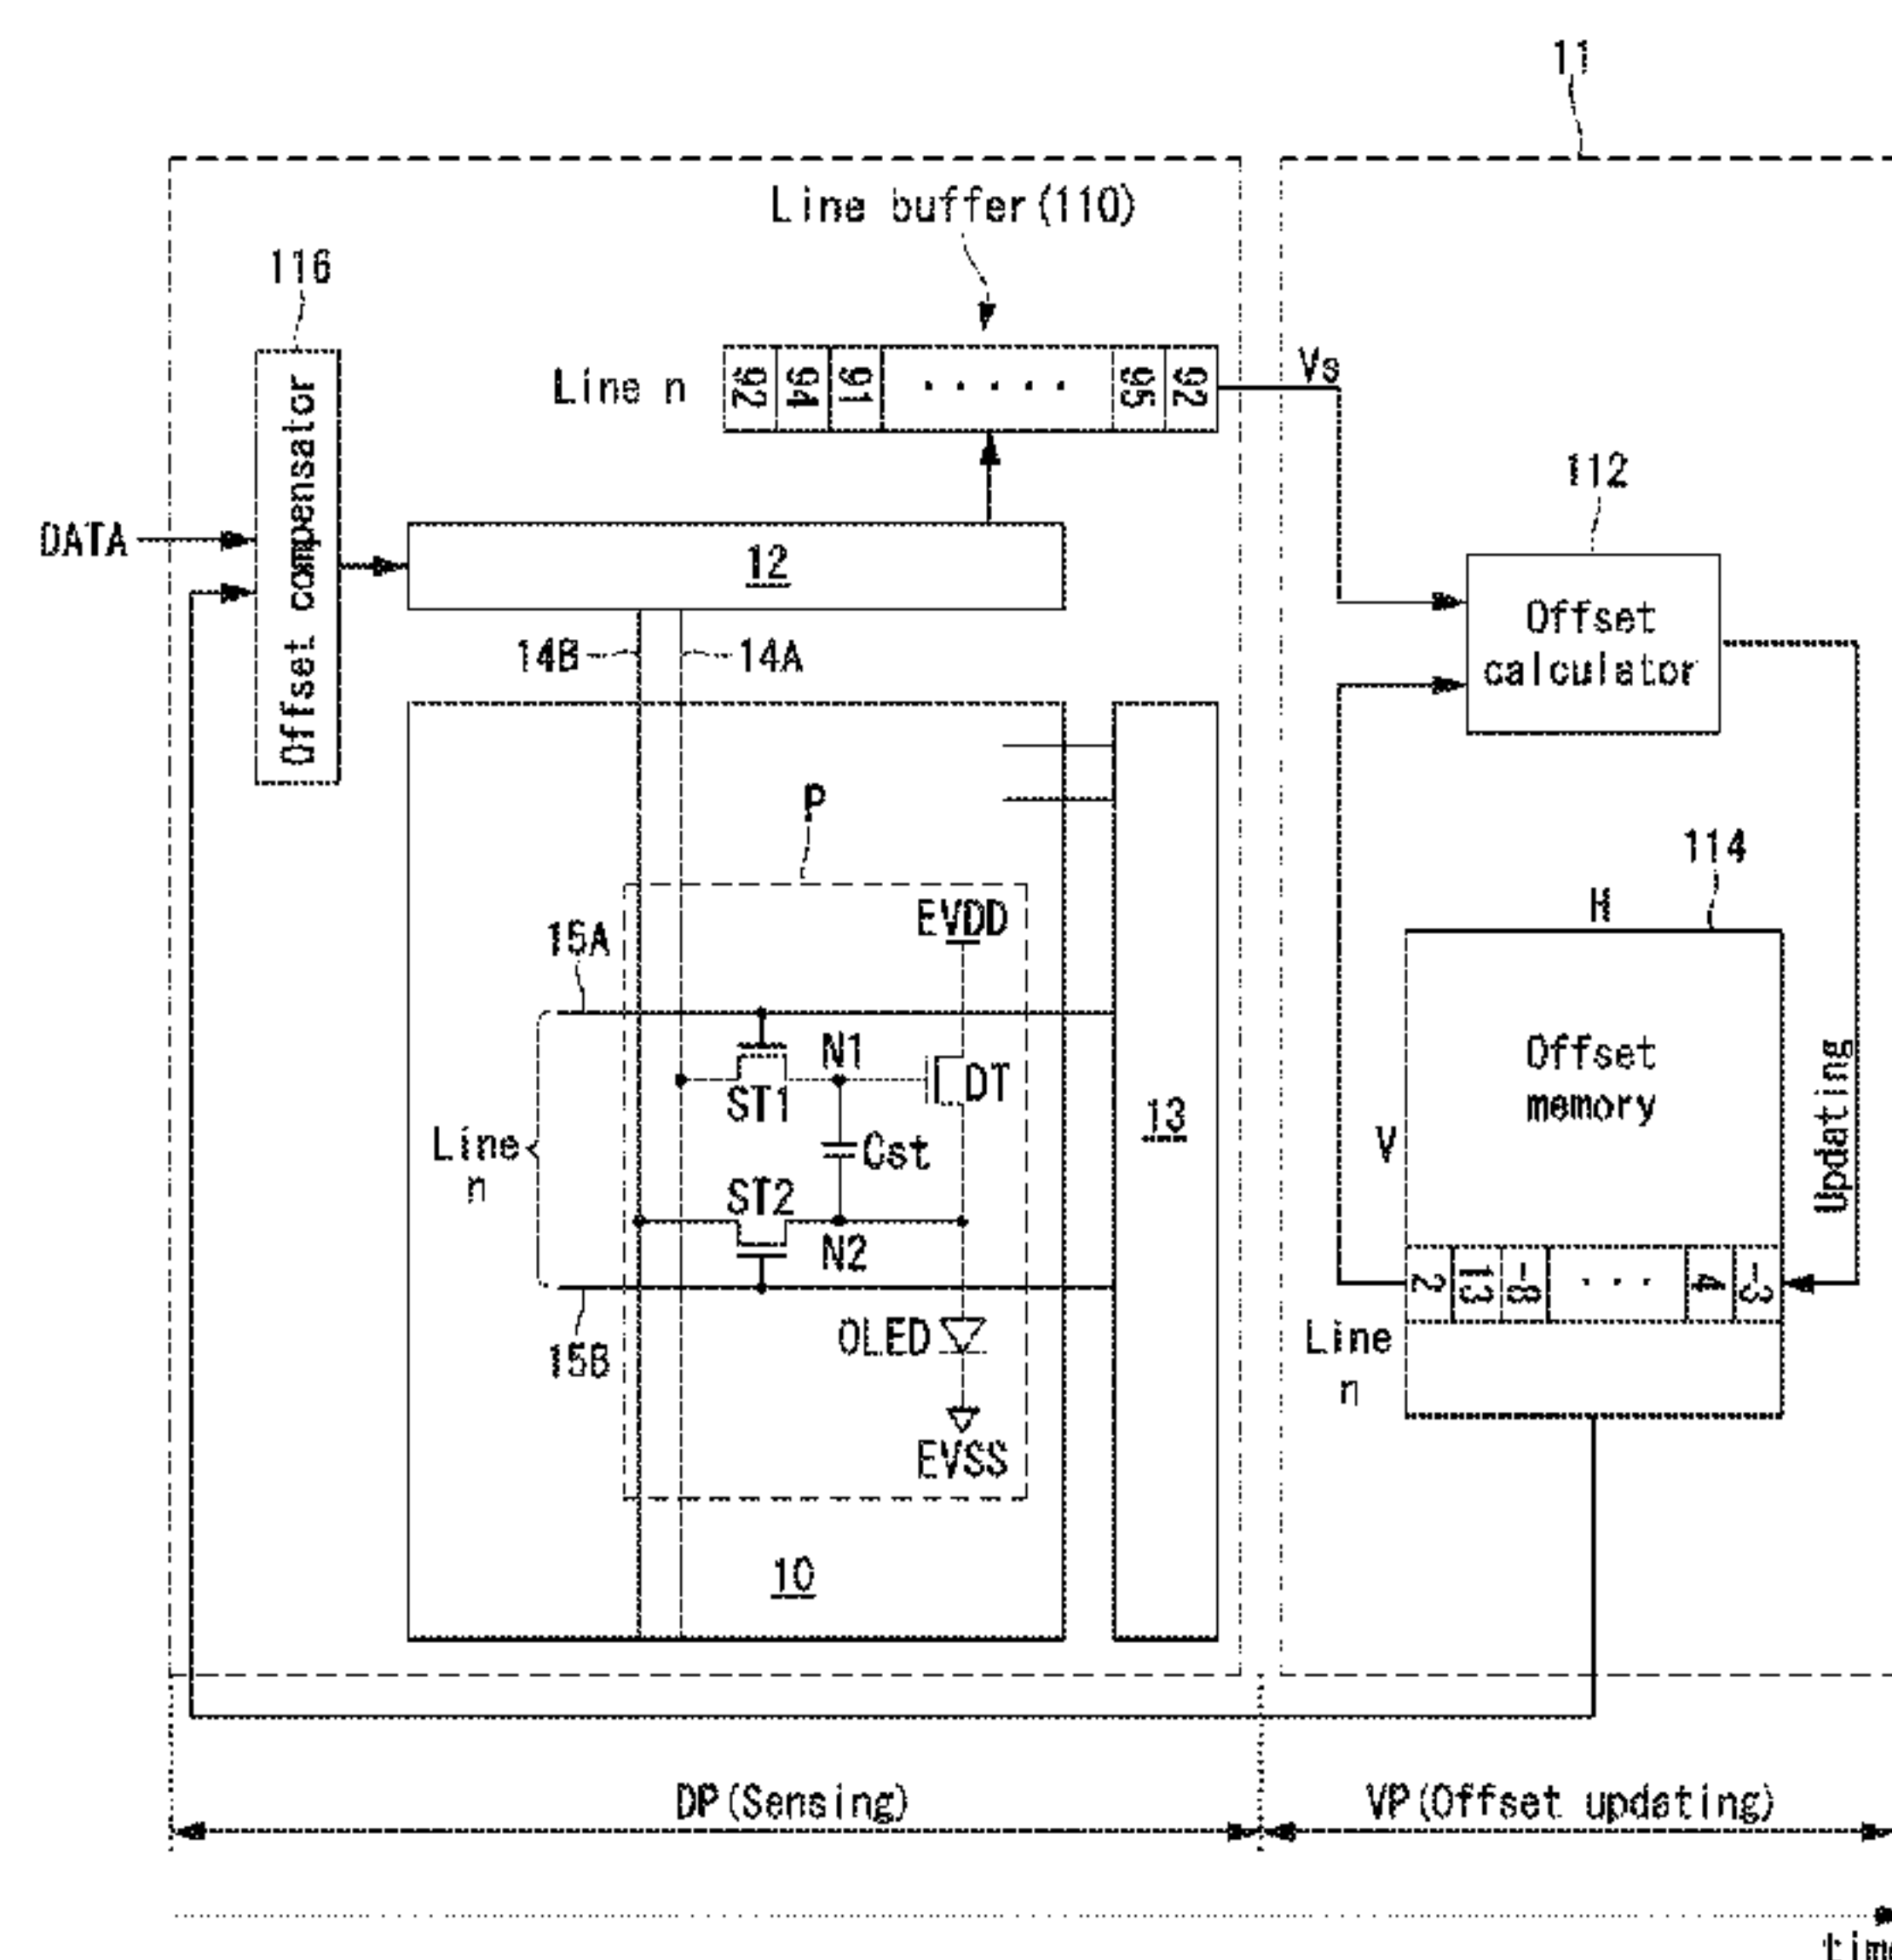 11
Line buffer(110)
116
Line n
92
94
91
· · · · ·
95
92
Vs
112
DATA
Offset compensator
12
Offset
calculator
14B
14A
P
114
H
EVDD
15A
N1
DT
ST1
Offset
memory
13
Cst
V
Line
n
ST2
N2
Updating
2
13
-8
· · ·
4
-3
OLED
Line
n
15B
EVSS
10
DP(Sensing)
VP(Offset updating)